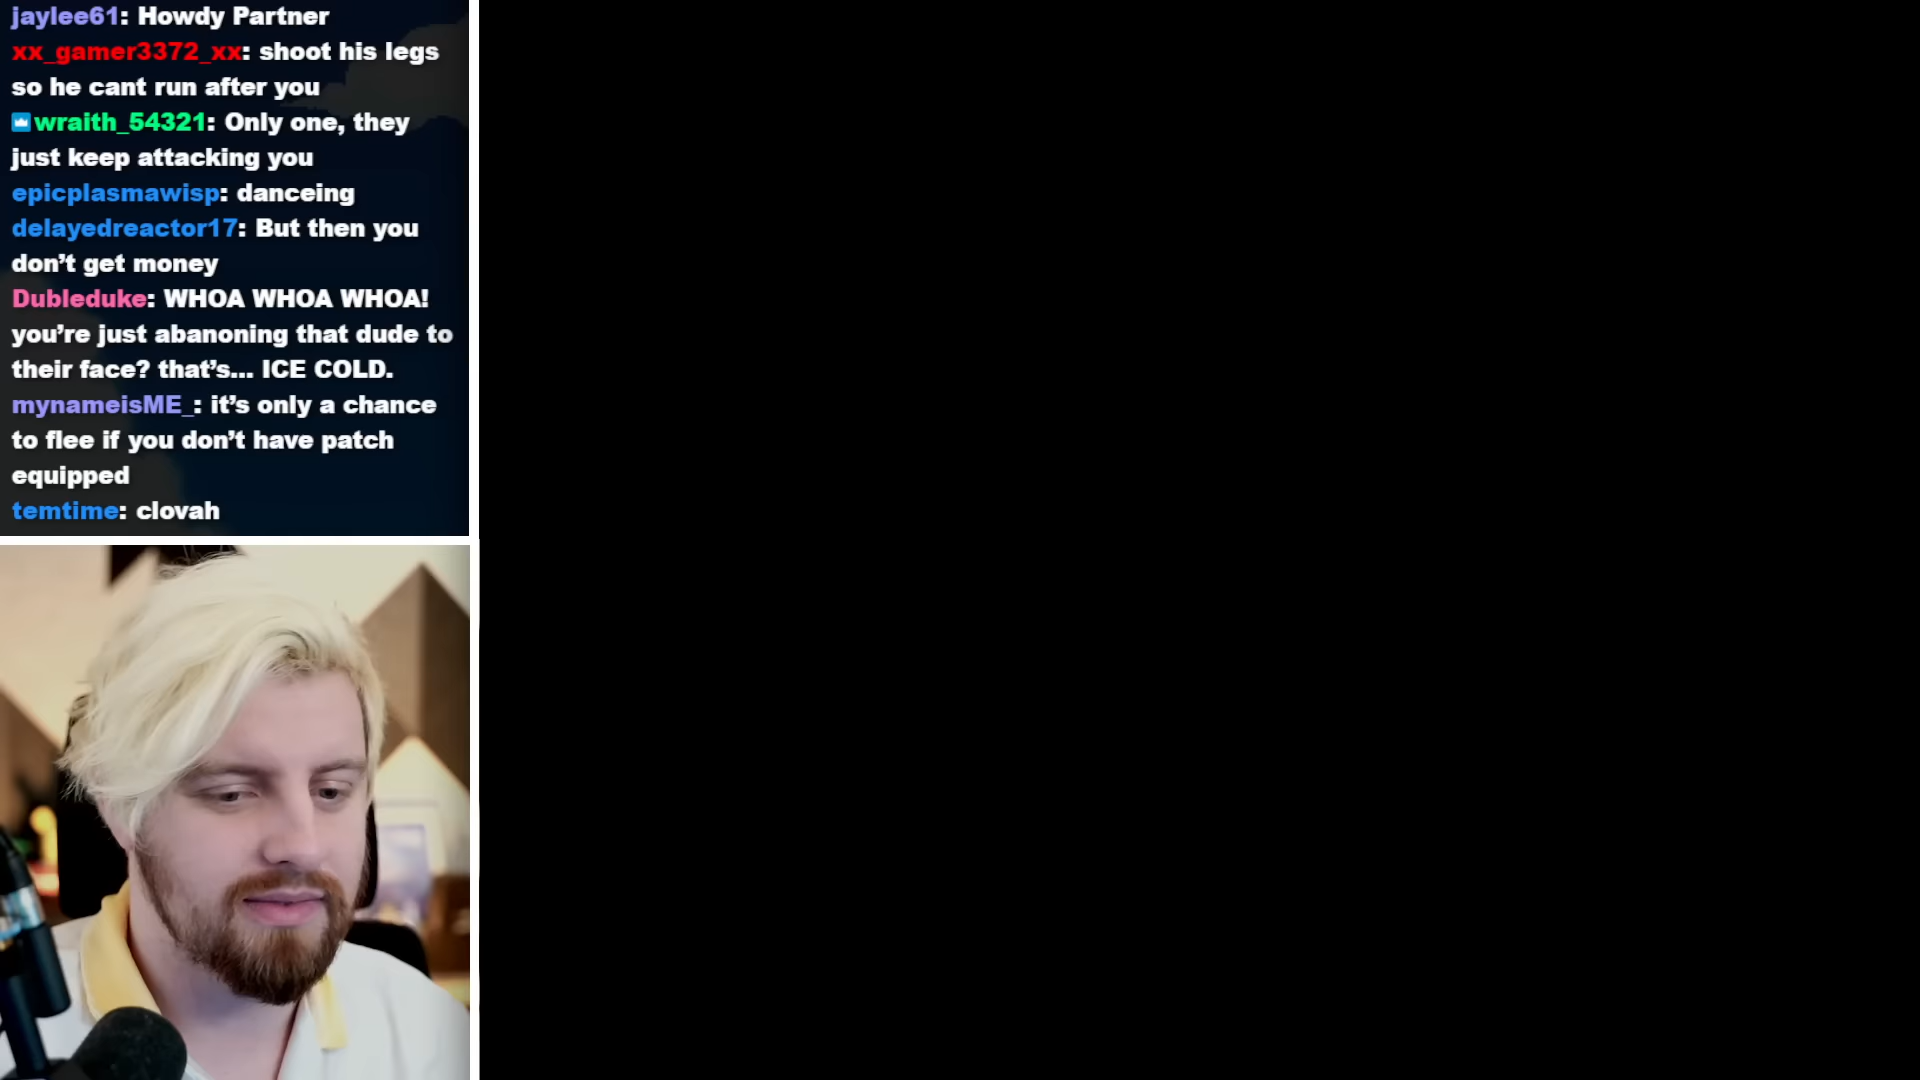 jaylee61: Howdy Partner
xx_gamer3372_xx: shoot his legs
so he cant run after you
wraith_54321: Only one, they
just keep attacking you
epicplasmawisp: danceing
delayedreactor17: But then you
don’t get money
Dubleduke: WHOA WHOA WHOA!
you’re just abanoning that dude to
their face? that’s... ICE COLD.
mynameisME_: it’s only a chance
to flee if you don’t have patch
equipped
temtime: clovah